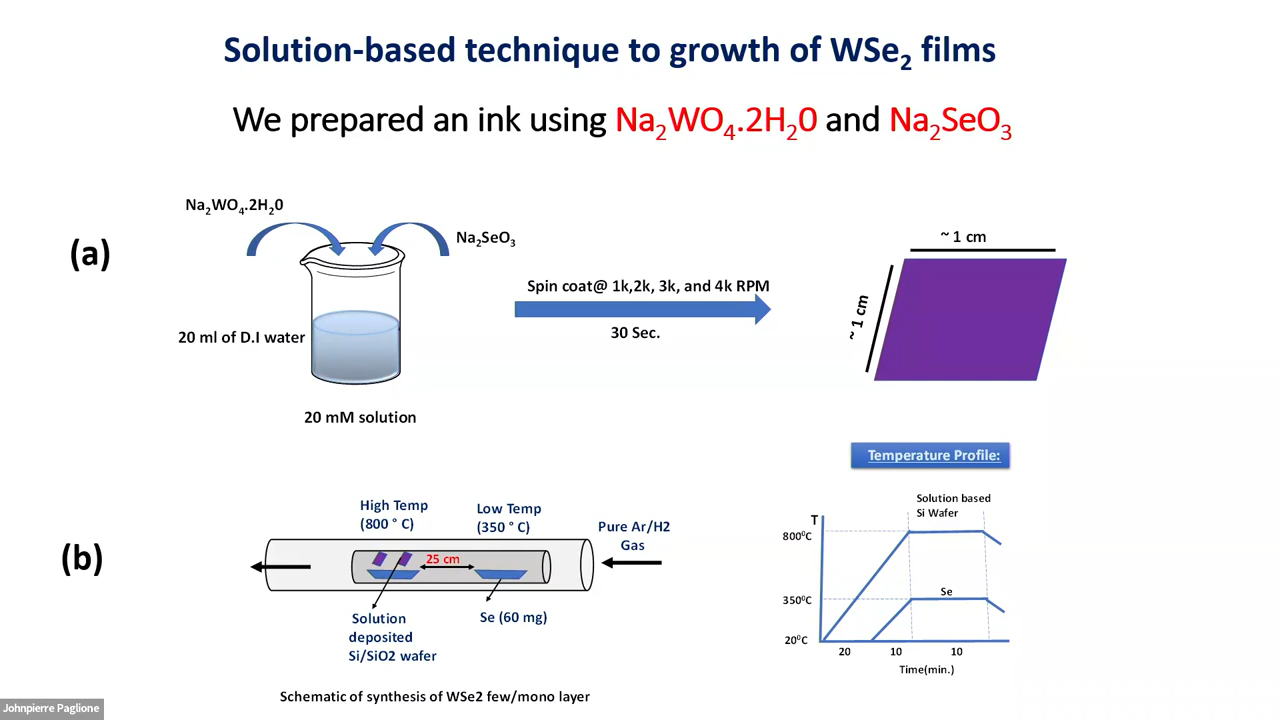 Solution-based technique to growth of WSe2 films
We prepared an ink using Na2WO4.2H20 and Na2SeO3
(a)
Na2WO4.2H20
Na2SeO3
20 ml of D.I water
20 mM solution
Spin coat@ 1k,2k, 3k, and 4k RPM
30 Sec.
~ 1 cm
~ 1 cm
(b)
High Temp
(800 ° C)
Low Temp
(350 ° C)
Pure Ar/H2
Gas
25 cm
Solution
deposited
Si/SiO2 wafer
Se (60 mg)
Schematic of synthesis of WSe2 few/mono layer
Temperature Profile:
Solution based
Si Wafer
T
800⁰C
Se
350⁰C
20⁰C
20 10 10
Time(min.)
Johnpierre Paglione